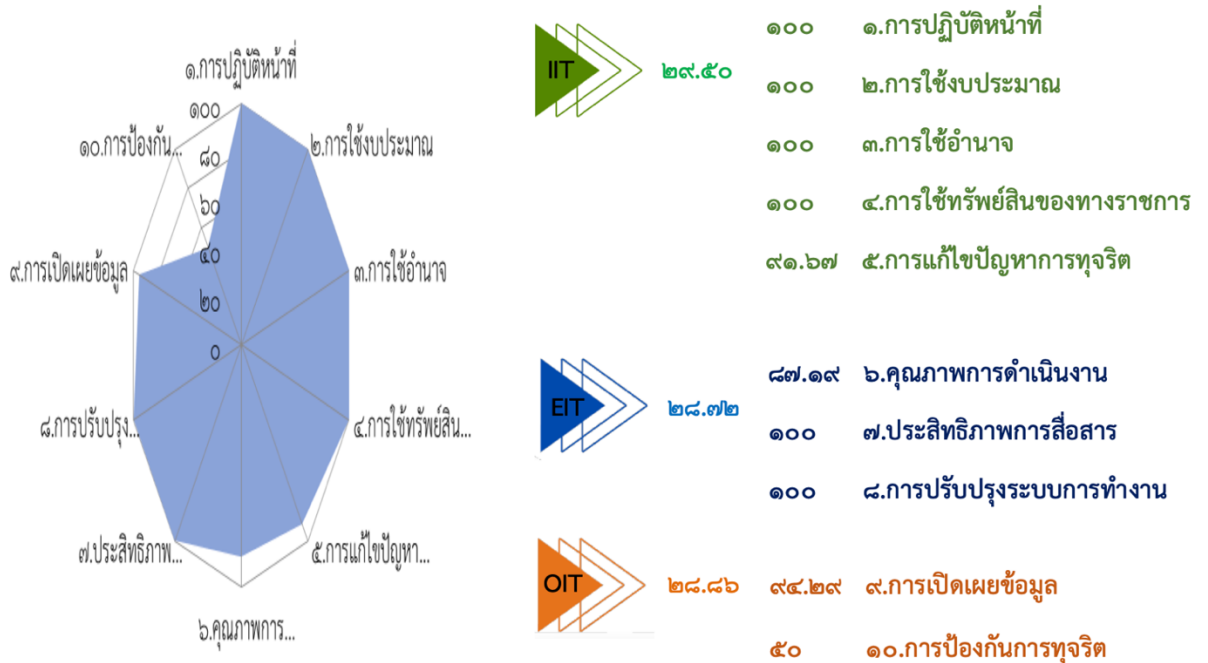 ๑.การปฏิบัติหน้าที่
๑๐๐
๘๐
๖๐
๔๐
๒๐
๐
๒.การใช้งบประมาณ
๓.การใช้อำนาจ
๔.การใช้ทรัพย์สิน...
๕.การแก้ไขปัญหา...
๖.คุณภาพการ...
๗.ประสิทธิภาพ...
๘.การปรับปรุง...
๙.การเปิดเผยข้อมูล
๑๐.การป้องกัน...
IIT ๒๙.๕๐
๑๐๐ ๑.การปฏิบัติหน้าที่
๑๐๐ ๒.การใช้งบประมาณ
๑๐๐ ๓.การใช้อำนาจ
๑๐๐ ๔.การใช้ทรัพย์สินของทางราชการ
๙๑.๖๗ ๕.การแก้ไขปัญหาการทุจริต
EIT ๒๘.๗๒
๘๗.๑๙ ๖.คุณภาพการดำเนินงาน
๑๐๐ ๗.ประสิทธิภาพการสื่อสาร
๑๐๐ ๘.การปรับปรุงระบบการทำงาน
OIT ๒๘.๘๖
๙๔.๒๙ ๙.การเปิดเผยข้อมูล
๕๐ ๑๐.การป้องกันการทุจริต